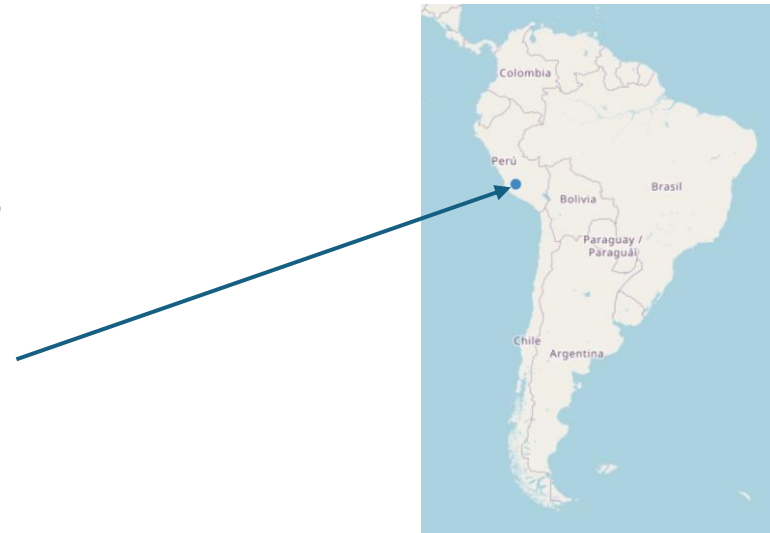 Colombia
Perú
Brasil
Bolivia
Paraguay /
Paraguái
Chile
Argentina